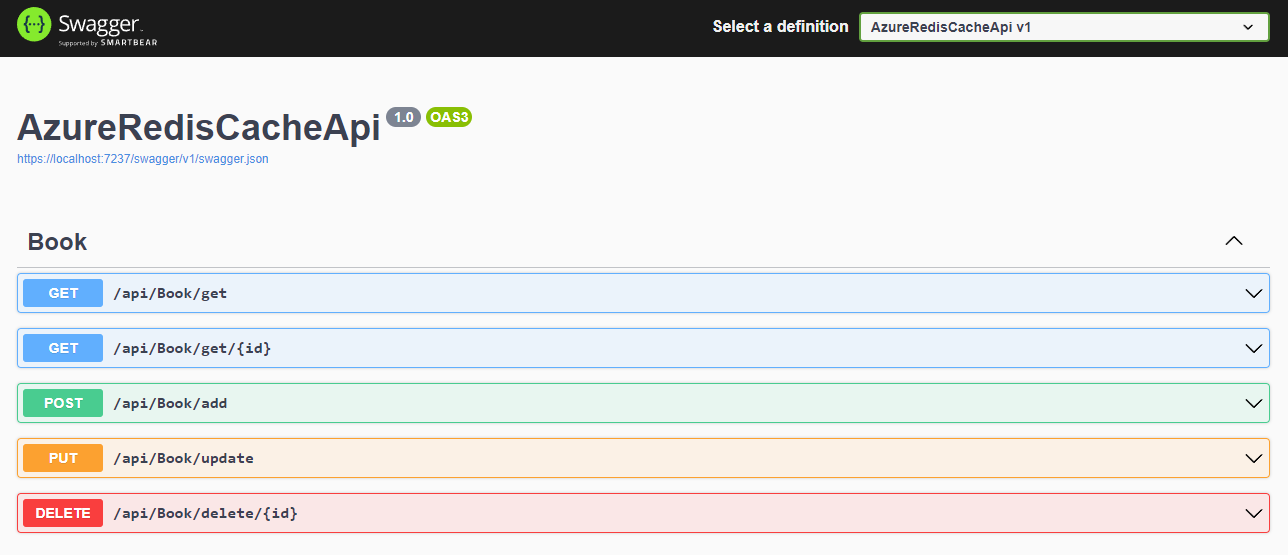 Swagger.
Supported by SMARTBEAR
Select a definition
AzureRedisCacheApi v1
AzureRedisCacheApi 1.0 OAS3
https://localhost:7237/swagger/v1/swagger.json
Book
GET /api/Book/get
GET /api/Book/get/{id}
POST /api/Book/add
PUT /api/Book/update
DELETE /api/Book/delete/{id}